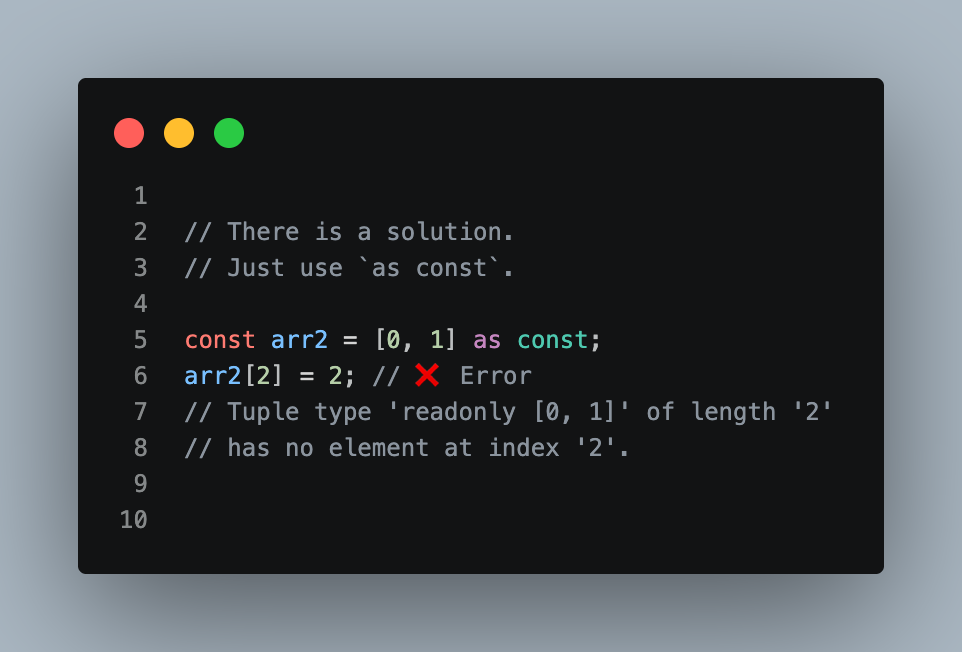 1
2 // There is a solution.
3 // Just use `as const`.
4
5 const arr2 = [0, 1] as const;
6 arr2[2] = 2; // ❌ Error
7 // Tuple type 'readonly [0, 1]' of length '2'
8 // has no element at index '2'.
9
10